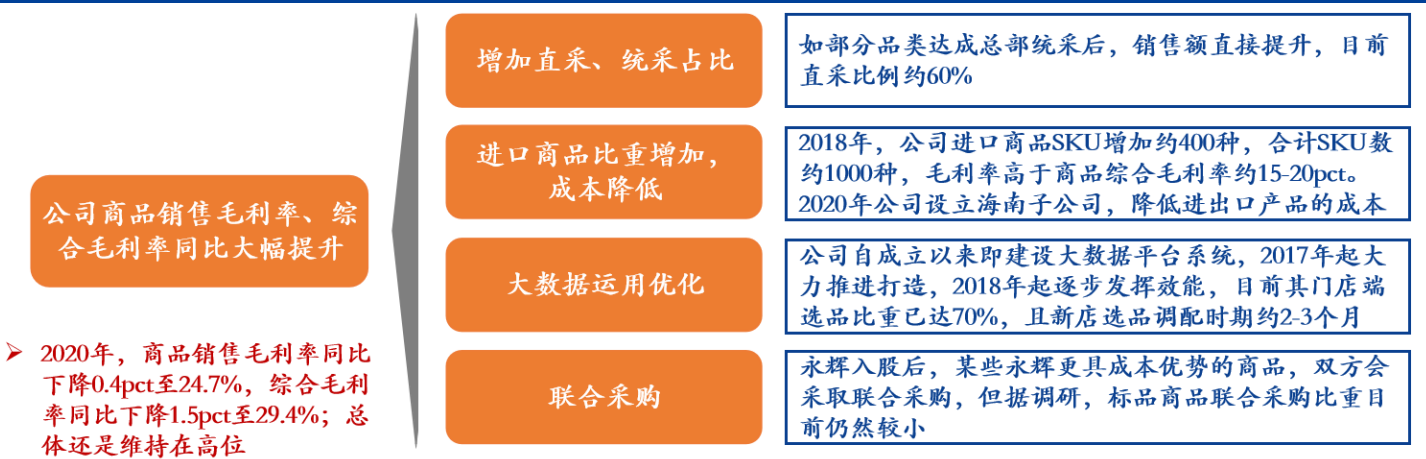 公司商品销售毛利率、综
合毛利率同比大幅提升
➢ 2020年，商品销售毛利率同比
下降0.4pct至24.7%，综合毛利
率同比下降1.5pct至29.4%；总
体还是维持在高位
增加直采、统采占比
如部分品类达成总部统采后，销售额直接提升，目前
直采比例约60%
进口商品比重增加，
成本降低
2018年，公司进口商品SKU增加约400种，合计SKU数
约1000种，毛利率高于商品综合毛利率约15-20pct。
2020年公司设立海南子公司，降低进出口产品的成本
大数据运用优化
公司自成立以来即建设大数据平台系统，2017年起大
力推进打造，2018年起逐步发挥效能，目前其门店端
选品比重已达70%，且新店选品调配时期约2-3个月
联合采购
永辉入股后，某些永辉更具成本优势的商品，双方会
采取联合采购，但据调研，标品商品联合采购比重目
前仍然较小